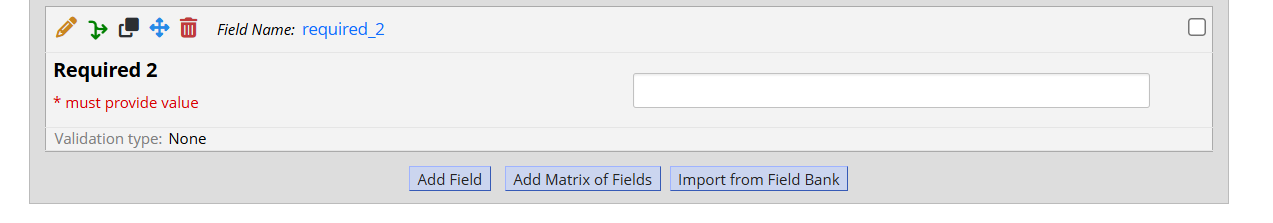 Field Name: required_2
Required 2
* must provide value
Validation type: None
Add Field Add Matrix of Fields Import from Field Bank